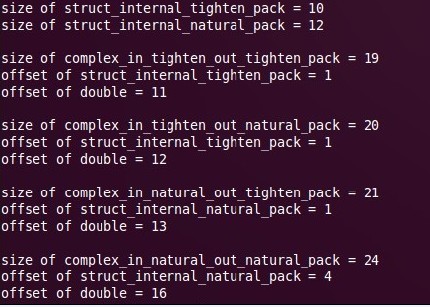 size of struct_internal_tighten_pack = 10
size of struct_internal_natural_pack = 12
size of complex_in_tighten_out_tighten_pack = 19
offset of struct_internal_tighten_pack = 1
offset of double = 11
size of complex_in_tighten_out_natural_pack = 20
offset of struct_internal_tighten_pack = 1
offset of double = 12
size of complex_in_natural_out_tighten_pack = 21
offset of struct_internal_natural_pack = 1
offset of double = 13
size of complex_in_natural_out_natural_pack = 24
offset of struct_internal_natural_pack = 4
offset of double = 16